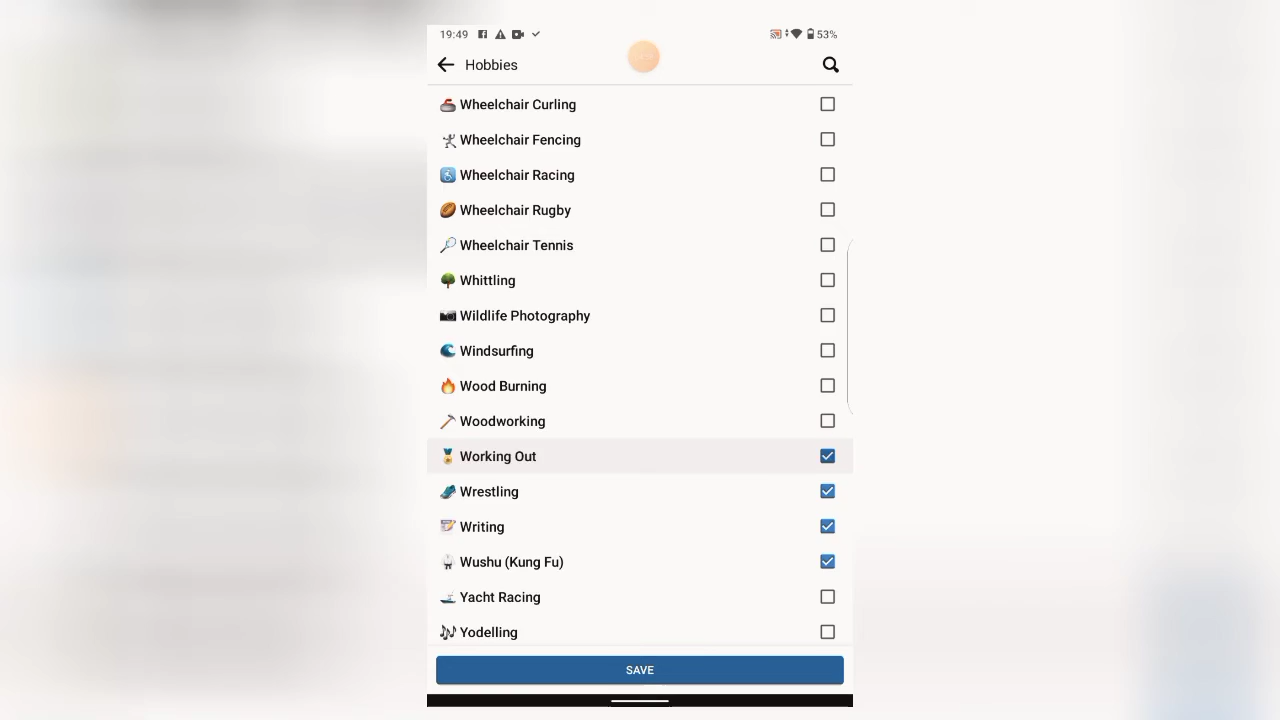 19:49 53%
Hobbies
Wheelchair Curling
Wheelchair Fencing
Wheelchair Racing
Wheelchair Rugby
Wheelchair Tennis
Whittling
Wildlife Photography
Windsurfing
Wood Burning
Woodworking
Working Out
Wrestling
Writing
Wushu (Kung Fu)
Yacht Racing
Yodelling
SAVE